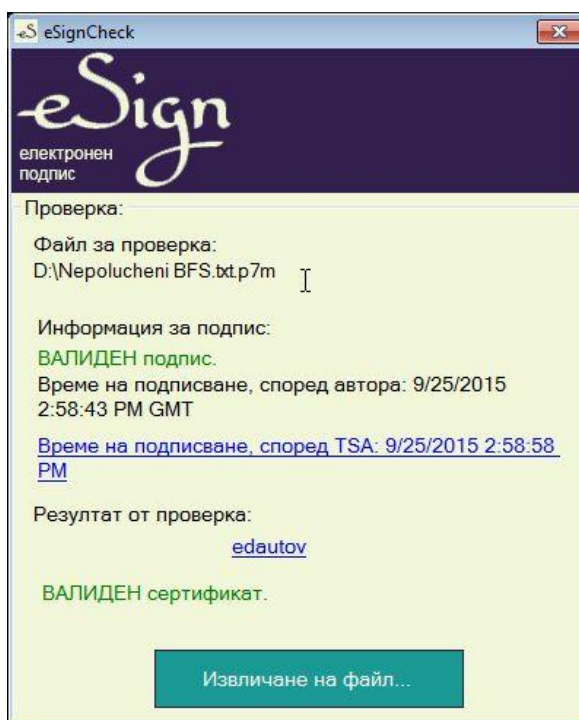 eS eSignCheck
eSign
електронен
подпис
Проверка:
Файл за проверка:
D:\Nepolucheni BFS.txt.p7m
Информация за подпис:
ВАЛИДЕН подпис.
Време на подписване, според автора: 9/25/2015
2:58:43 PM GMT
Време на подписване, според TSA: 9/25/2015 2:58:58
PM
Резултат от проверка:
edautov
ВАЛИДЕН сертификат.
Извличане на файл...